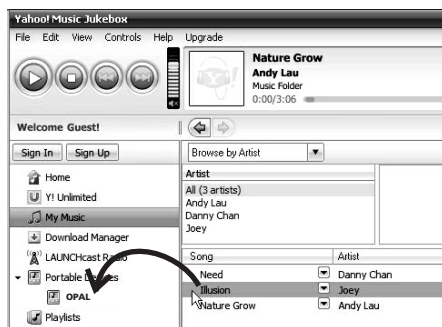 Yahoo! Music Jukebox
File Edit View Controls Help Upgrade
Nature Grow
Andy Lau
Music Folder
0:00/3:06
Welcome Guest!
Sign In Sign Up
Browse by Artist
Home
Y! Unlimited
My Music
Download Manager
LAUNCHcast Radio
Portable Devices
OPAL
Playlists
Artist
All (3 artists)
Andy Lau
Danny Chan
Joey
Song Artist
Need Danny Chan
Illusion Joey
Nature Grow Andy Lau